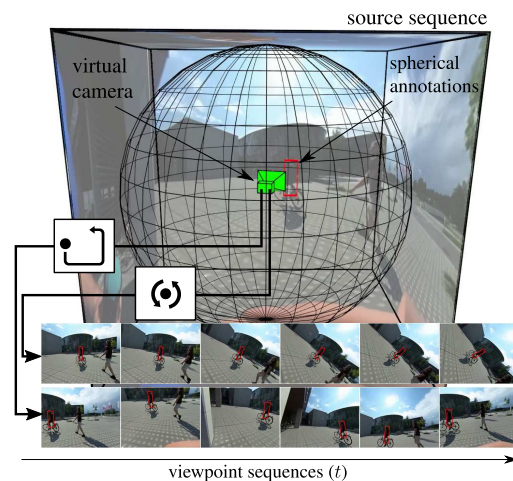 source sequence
virtual
camera
spherical
annotations
viewpoint sequences (t)